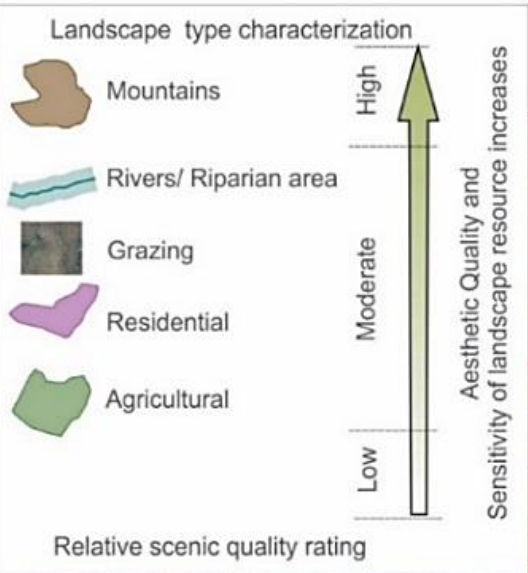 Landscape type characterization
Mountains
Rivers/ Riparian area
Grazing
Residential
Agricultural
High
Moderate
Low
Aesthetic Quality and
Sensitivity of landscape resource increases
Relative scenic quality rating